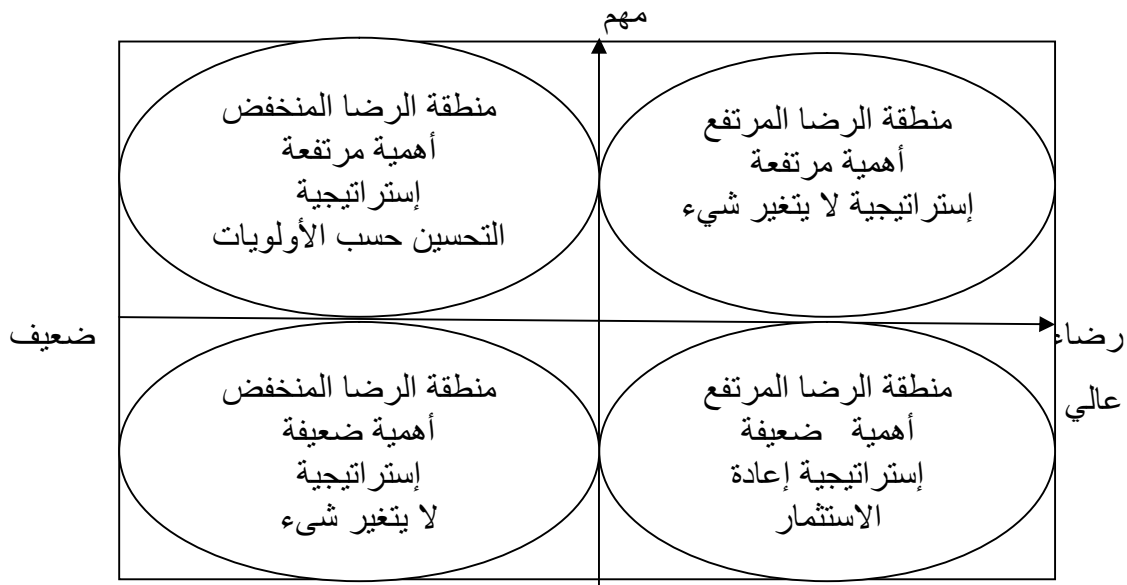 مهم
منطقة الرضا المرتفع
أهمية مرتفعة
إستراتيجية لا يتغير شيء
منطقة الرضا المنخفض
أهمية مرتفعة
إستراتيجية
التحسين حسب الأولويات
رضاء
عالي
ضعيف
منطقة الرضا المرتفع
أهمية ضعيفة
إستراتيجية إعادة
الاستثمار
منطقة الرضا المنخفض
أهمية ضعيفة
إستراتيجية
لا يتغير شىء